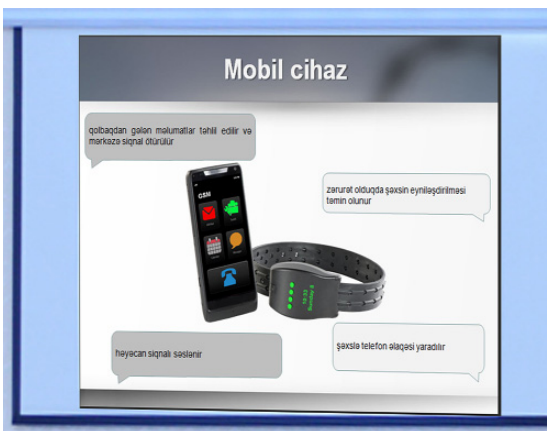 Mobil cihaz
qolbaqdan gələn məlumatlar təhlil edilir və
mərkəzə siqnal ötürülür
zərurət olduqda şəxsin eyniləşdirilməsi
təmin olunur
GSM
həyəcan siqnalı səslənir
şəxslə telefon əlaqəsi yaradılır